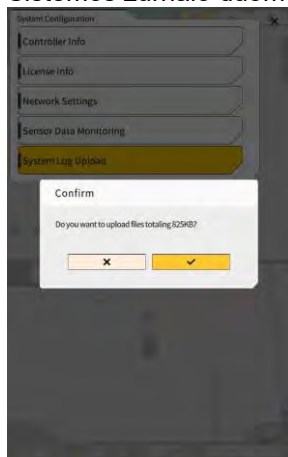 System Configuration
Controller Info
License Info
Network Settings
Sensor Data Monitoring
System Log Upload
Confirm
Do you want to upload files totaling 825KB?